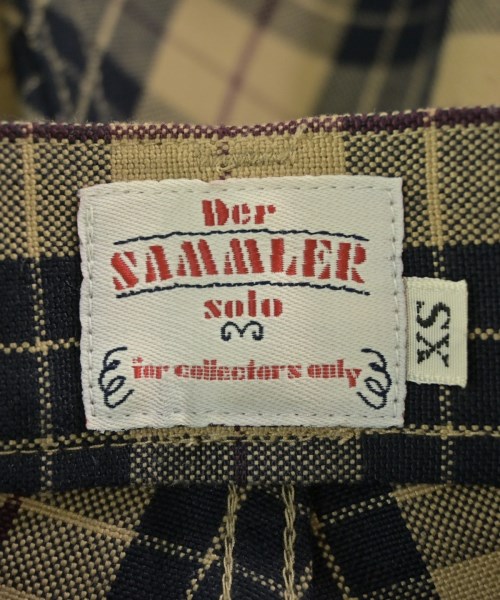 Der
SAMMLER
solo
for collectors only
XS